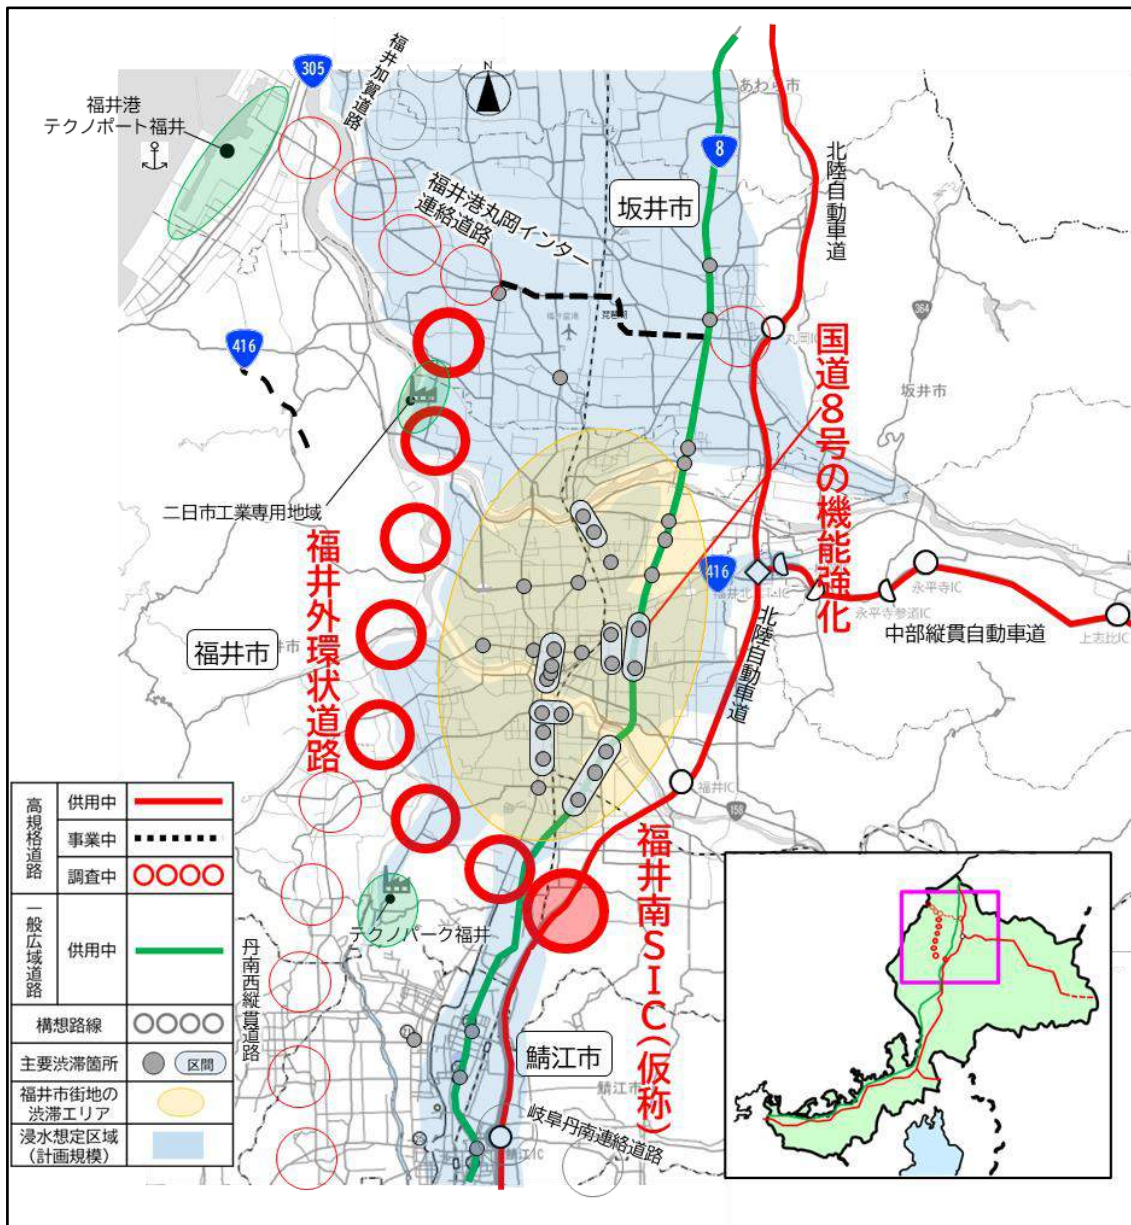 305
福井加賀道路
N
福井港
テクノポート福井
あわら市
8
北陸自動車道
福井港丸岡インター
連絡道路
坂井市
364
416
丸岡IC
国道8号の機能強化
坂井市
二日市工業専用地域
福井外環状道路
416
永平寺IC
永平寺参道IC
上志比IC
中部縦貫自動車道
北陸自動車道
福井市
福井IC
158
福井南SIC(仮称)
テクノパーク福井
丹南西縦貫道路
鯖江市
鯖江市
岐阜丹南連絡道路
鯖江IC
高規格道路
供用中
事業中
調査中
一般広域道路
供用中
構想路線
主要渋滞箇所
区間
福井市街地の
渋滞エリア
浸水想定区域
(計画規模)